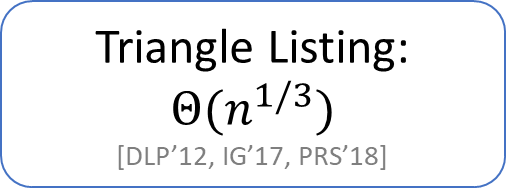 Triangle Listing:
Θ(n^{1/3})
[DLP’12, IG’17, PRS’18]